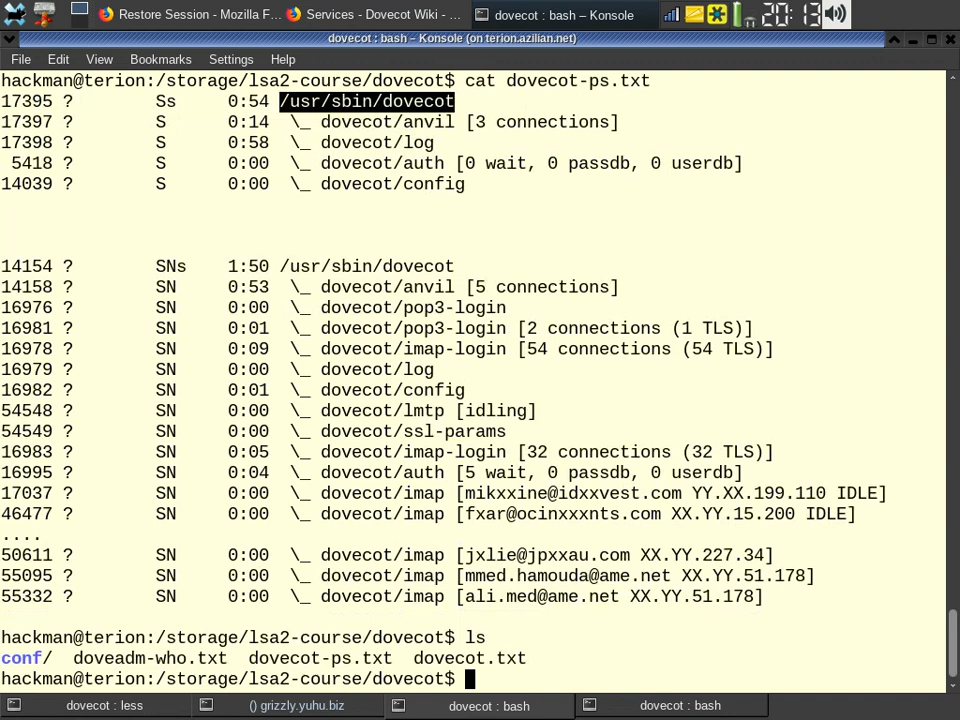 Restore Session - Mozilla F... Services - Dovecot Wiki - ... dovecot : bash – Konsole 20:13
dovecot : bash – Konsole (on terion.azilian.net)
File Edit View Bookmarks Settings Help
hackman@terion:/storage/lsa2-course/dovecot$ cat dovecot-ps.txt
17395 ? Ss 0:54 /usr/sbin/dovecot
17397 ? S 0:14 \_ dovecot/anvil [3 connections]
17398 ? S 0:58 \_ dovecot/log
5418 ? S 0:00 \_ dovecot/auth [0 wait, 0 passdb, 0 userdb]
14039 ? S 0:00 \_ dovecot/config
14154 ? SNs 1:50 /usr/sbin/dovecot
14158 ? SN 0:53 \_ dovecot/anvil [5 connections]
16976 ? SN 0:00 \_ dovecot/pop3-login
16981 ? SN 0:01 \_ dovecot/pop3-login [2 connections (1 TLS)]
16978 ? SN 0:09 \_ dovecot/imap-login [54 connections (54 TLS)]
16979 ? SN 0:00 \_ dovecot/log
16982 ? SN 0:01 \_ dovecot/config
54548 ? SN 0:00 \_ dovecot/lmtp [idling]
54549 ? SN 0:00 \_ dovecot/ssl-params
16983 ? SN 0:05 \_ dovecot/imap-login [32 connections (32 TLS)]
16995 ? SN 0:04 \_ dovecot/auth [5 wait, 0 passdb, 0 userdb]
17037 ? SN 0:00 \_ dovecot/imap [mikxxine@idxxvest.com YY.XX.199.110 IDLE]
46477 ? SN 0:00 \_ dovecot/imap [fxar@ocinxxxnts.com XX.YY.15.200 IDLE]
....
50611 ? SN 0:00 \_ dovecot/imap [jxlie@jpxxau.com XX.YY.227.34]
55095 ? SN 0:00 \_ dovecot/imap [mmed.hamouda@ame.net XX.YY.51.178]
55332 ? SN 0:00 \_ dovecot/imap [ali.med@ame.net XX.YY.51.178]
hackman@terion:/storage/lsa2-course/dovecot$ ls
conf/ doveadm-who.txt dovecot-ps.txt dovecot.txt
hackman@terion:/storage/lsa2-course/dovecot$
dovecot : less () grizzly.yuhu.biz dovecot : bash dovecot : bash